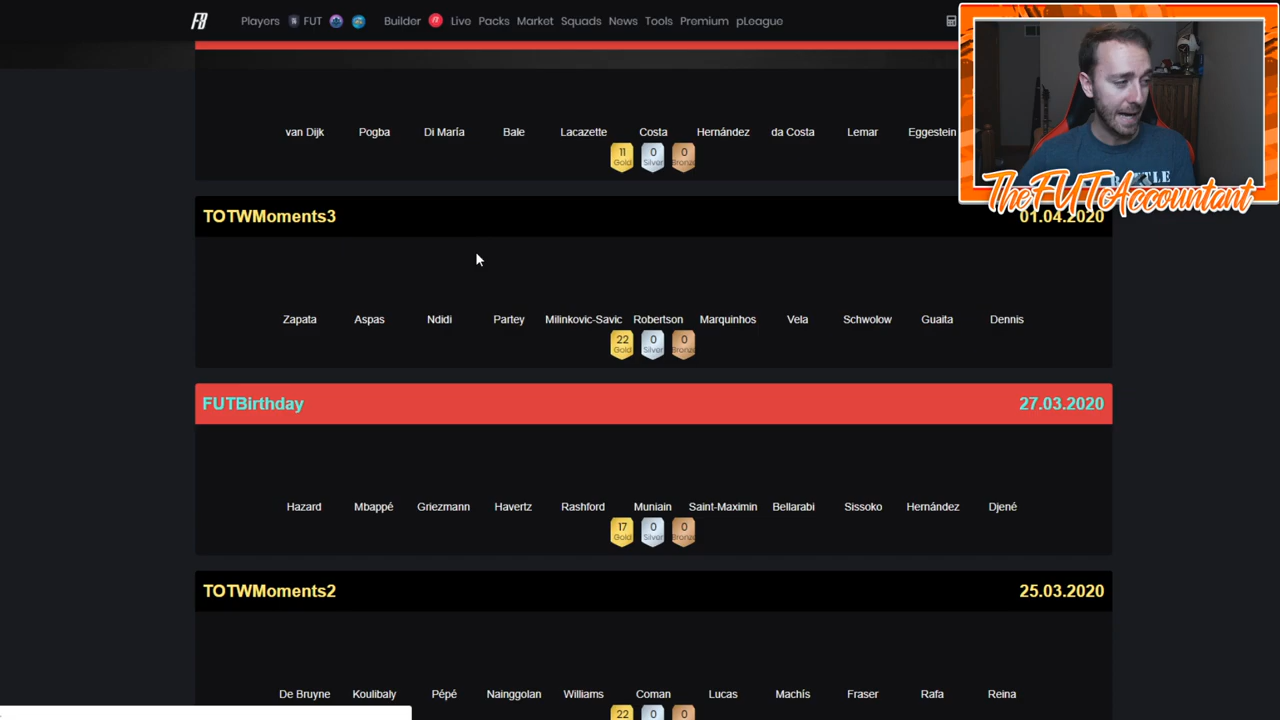 FB Players FUT Builder Live Packs Market Squads News Tools Premium pLeague
van Dijk Pogba Di María Bale Lacazette Costa Hernández da Costa Lemar Eggestein
11 0 0
Gold Silver Bronze
TheFUTAccountant
TOTWMoments3 01.04.2020
Zapata Aspas Ndidi Partey Milinkovic-Savic Robertson Marquinhos Vela Schwolow Guaita Dennis
22 0 0
Gold Silver Bronze
FUTBirthday 27.03.2020
Hazard Mbappé Griezmann Havertz Rashford Muniain Saint-Maximin Bellarabi Sissoko Hernández Djené
17 0 0
Gold Silver Bronze
TOTWMoments2 25.03.2020
De Bruyne Koulibaly Pépé Nainggolan Williams Coman Lucas Machís Fraser Rafa Reina
22 0 0